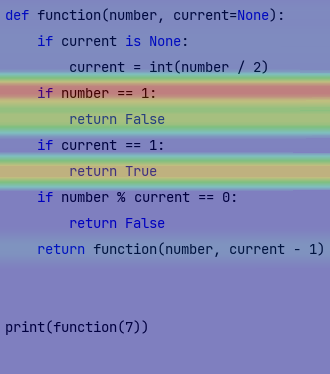 def function(number, current=None):
    if current is None:
        current = int(number / 2)
    if number == 1:
        return False
    if current == 1:
        return True
    if number % current == 0:
        return False
    return function(number, current - 1)
print(function(7))